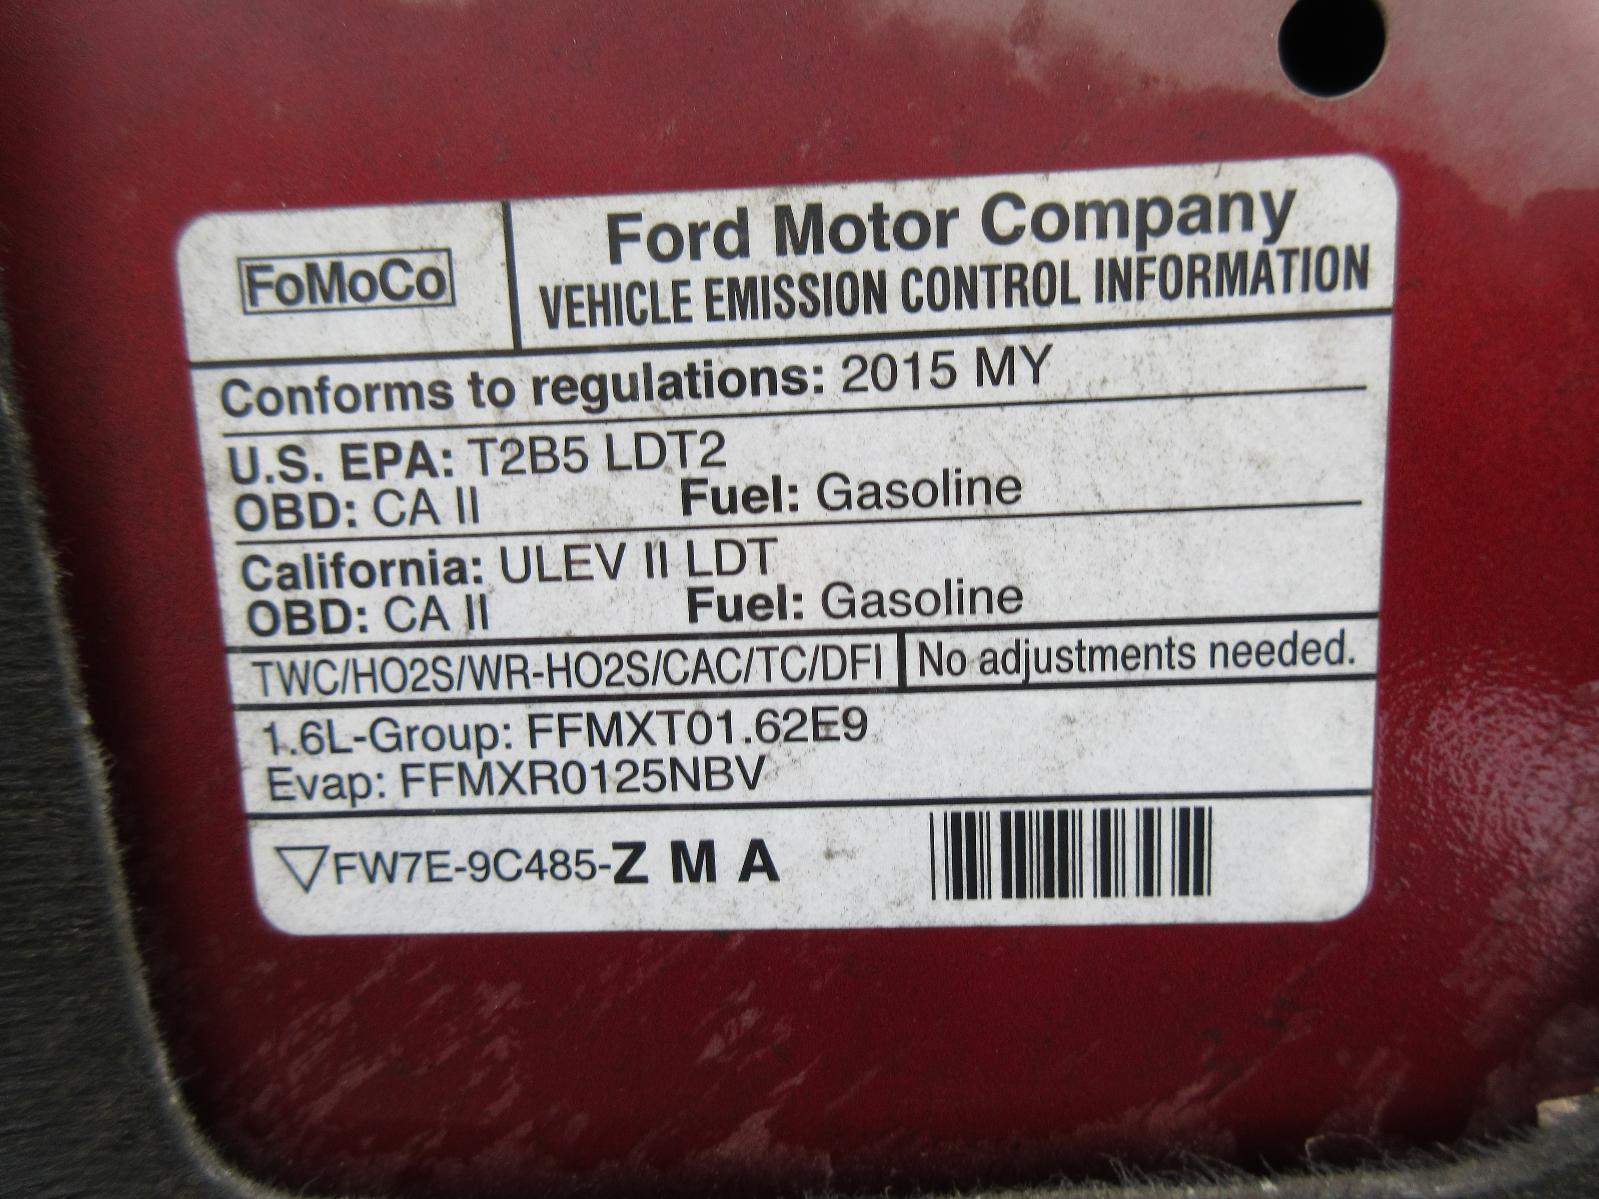 FoMoCo
Ford Motor Company
VEHICLE EMISSION CONTROL INFORMATION
Conforms to regulations: 2015 MY
U.S. EPA: T2B5 LDT2
OBD: CA II Fuel: Gasoline
California: ULEV II LDT
OBD: CA II Fuel: Gasoline
TWC/HO2S/WR-HO2S/CAC/TC/DFI No adjustments needed.
1.6L-Group: FFMXT01.62E9
Evap: FFMXR0125NBV
▽FW7E-9C485-Z M A